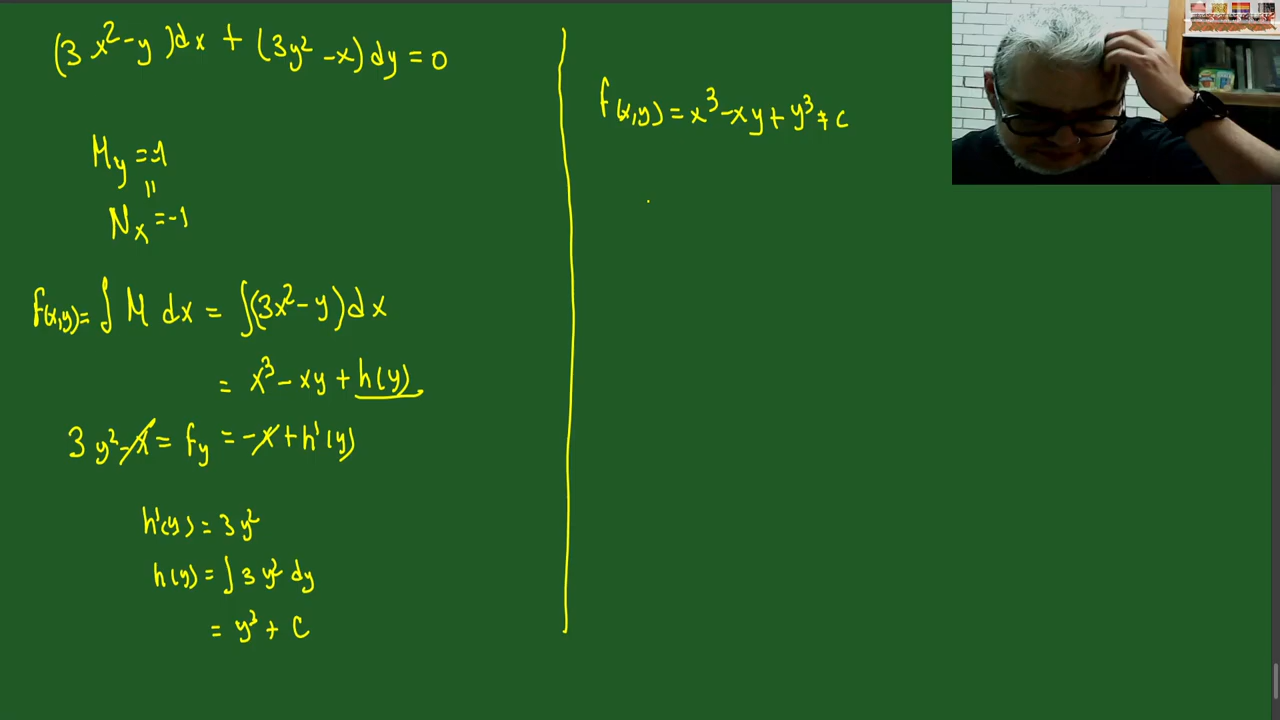 (3x²-y)dx + (3y²-x)dy=0
My=-1
=
Nx=-1
f(x,y)= ∫ M dx = ∫(3x²-y)dx
= x³-xy+h(y)
3y²-x = fy = -x+h'(y)
h'(y)=3y²
h(y)=∫3y² dy
= y³+c
f(x,y)=x³-xy+y³+c